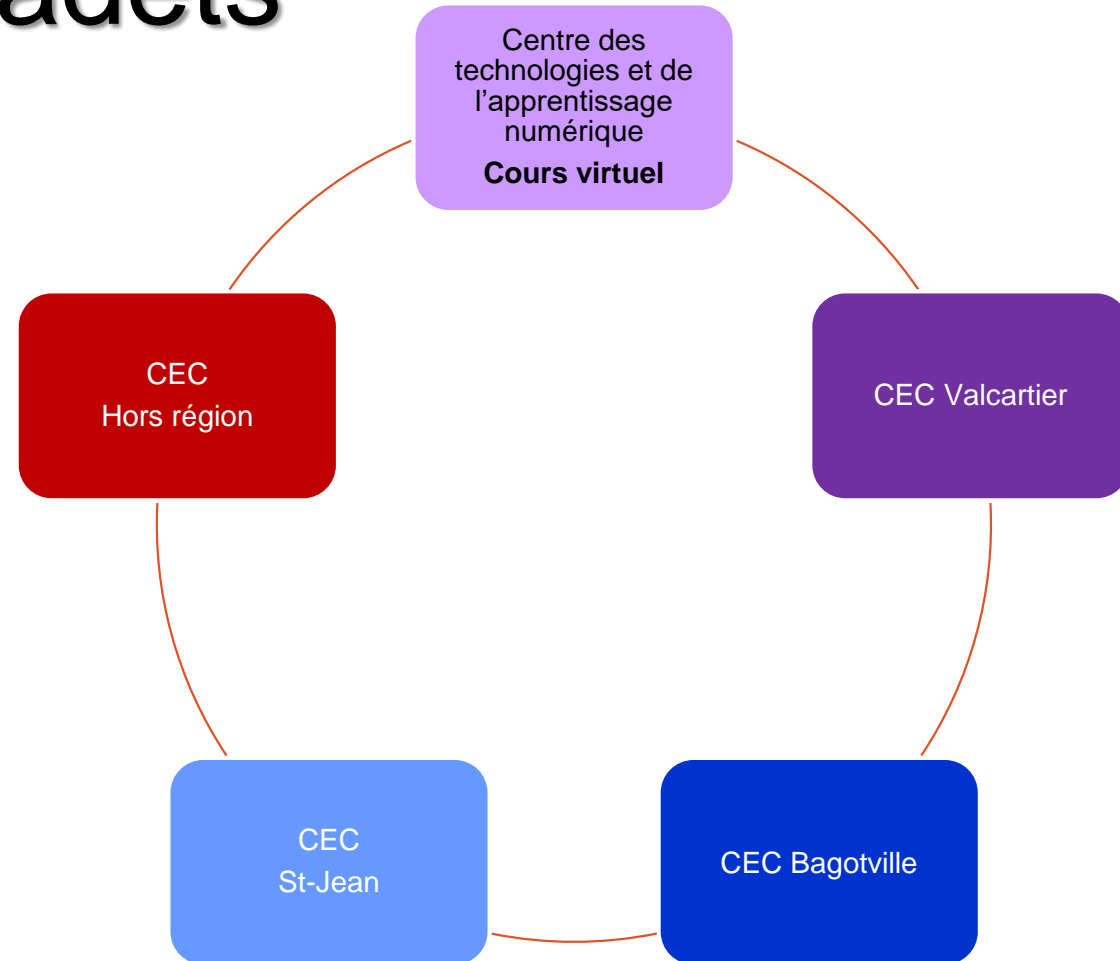 adets
Centre des
technologies et de
l’apprentissage
numérique
Cours virtuel
CEC
Hors région
CEC Valcartier
CEC
St-Jean
CEC Bagotville